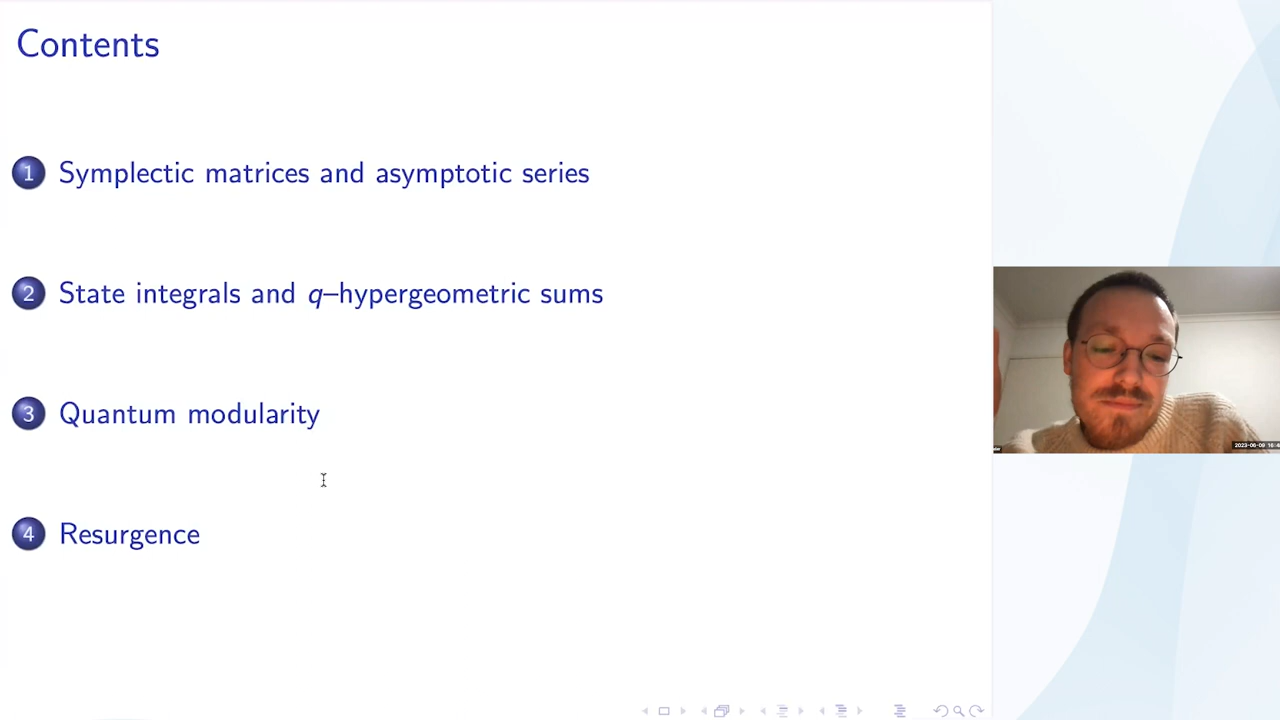 Contents
1 Symplectic matrices and asymptotic series
2 State integrals and q–hypergeometric sums
3 Quantum modularity
4 Resurgence